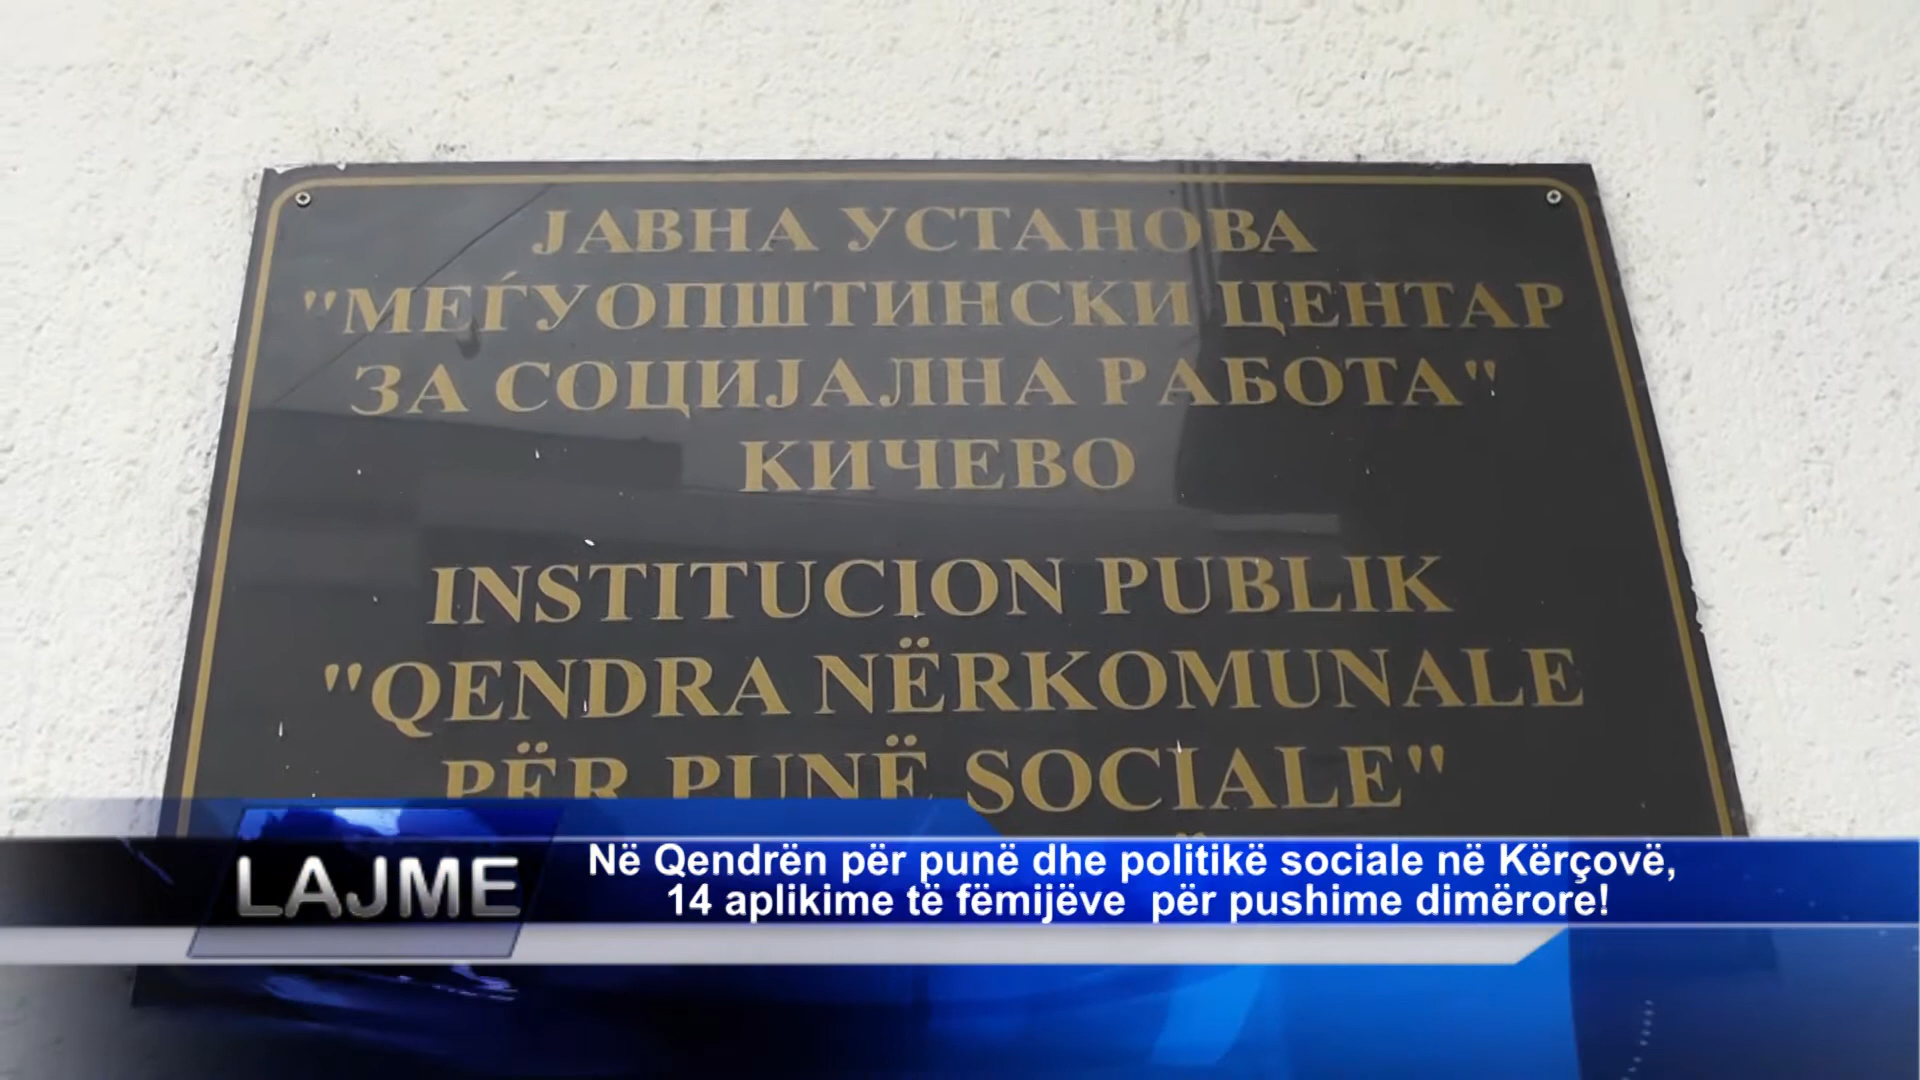 ЈАВНА УСТАНОВА
"МЕЃУОПШТИНСКИ ЦЕНТАР
ЗА СОЦИЈАЛНА РАБОТА"
КИЧЕВО
INSTITUCION PUBLIK
"QENDRA NËRKOMUNALE
PËR PUNË SOCIALE"
LAJME
Në Qendrën për punë dhe politikë sociale në Kërçovë,
14 aplikime të fëmijëve për pushime dimërore!